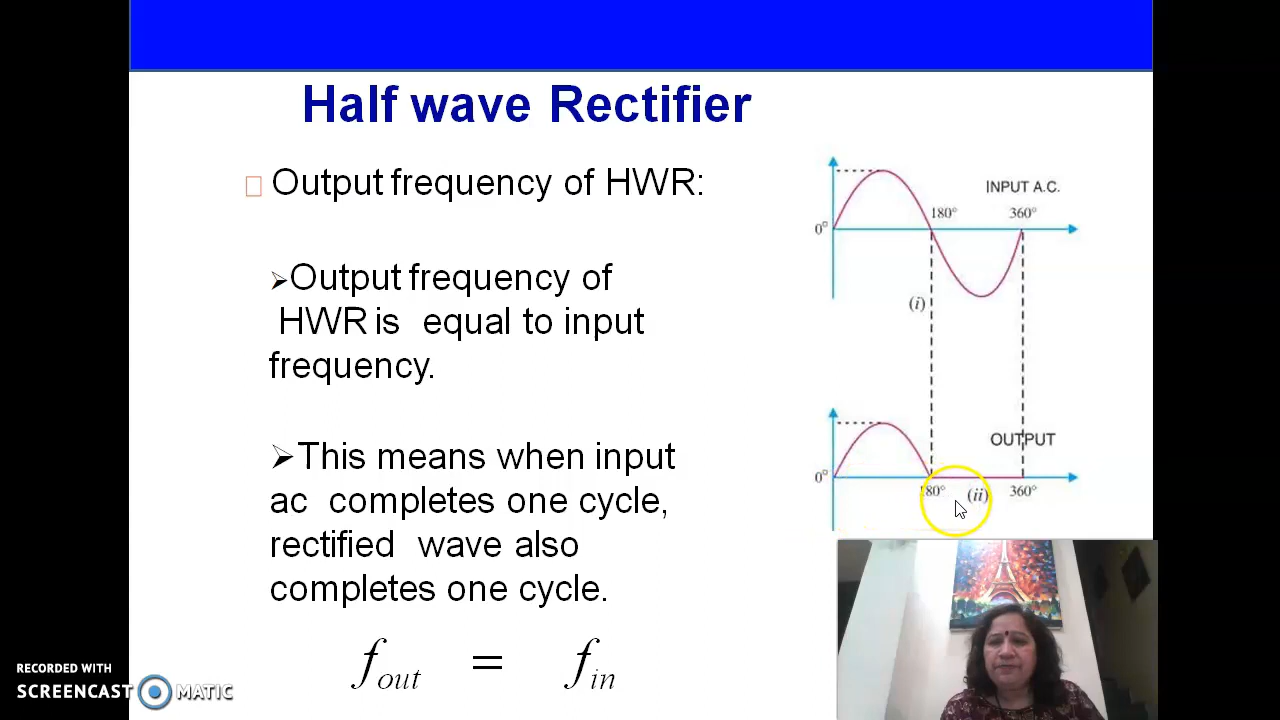 Half wave Rectifier
Output frequency of HWR:
➢Output frequency of
HWR is equal to input
frequency.
➢This means when input
ac completes one cycle,
rectified wave also
completes one cycle.
f_out = f_in
INPUT A.C.
180° 360°
0°
(i)
OUTPUT
0°
180° (ii) 360°
RECORDED WITH
SCREENCAST MATIC